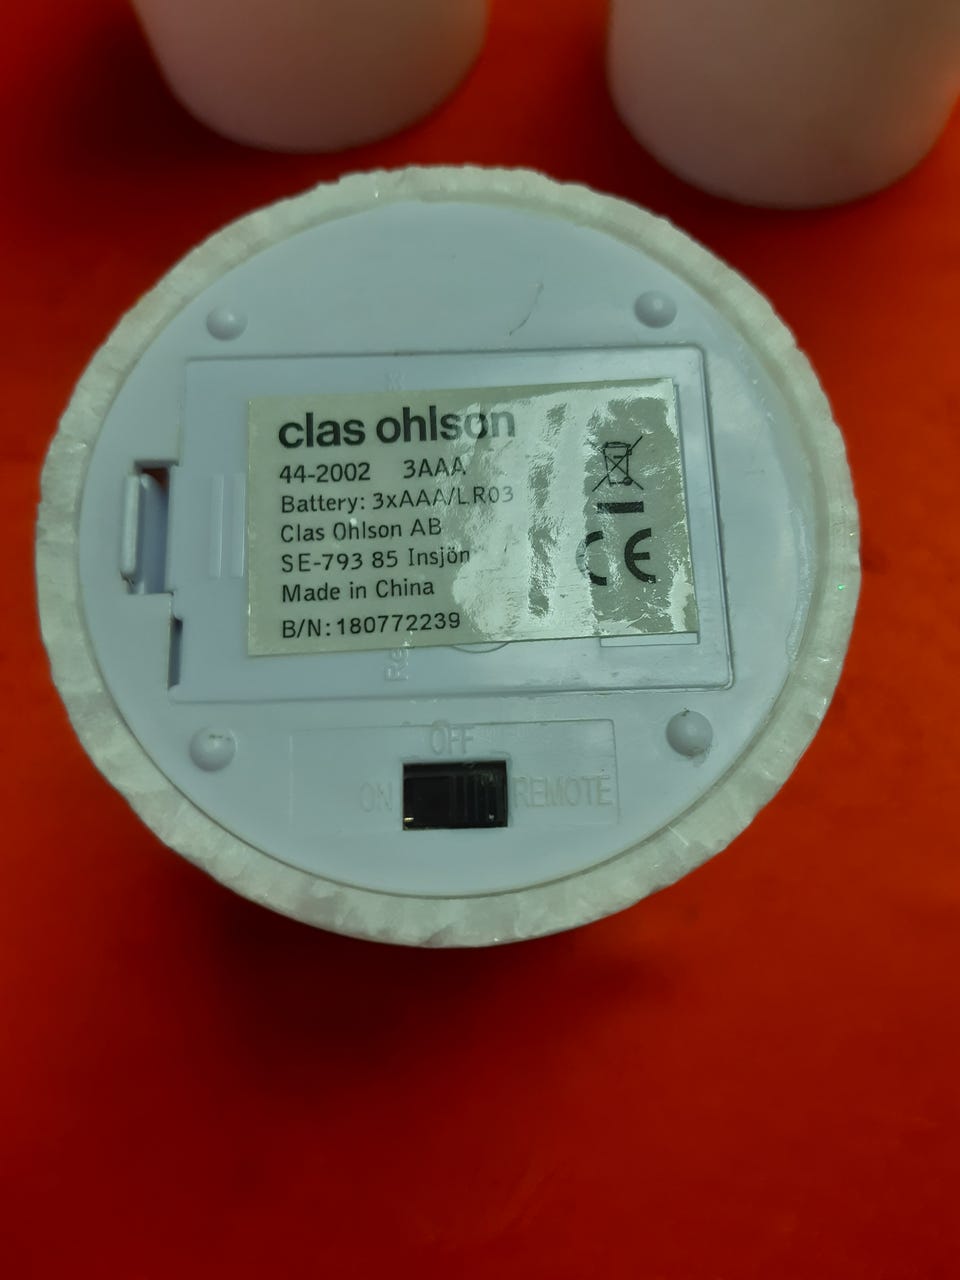 clas ohlson
44-2002 3AAA
Battery: 3xAAA/LR03
Clas Ohlson AB
SE-793 85 Insjön
Made in China
B/N: 180772239
CE
OFF
ON REMOTE